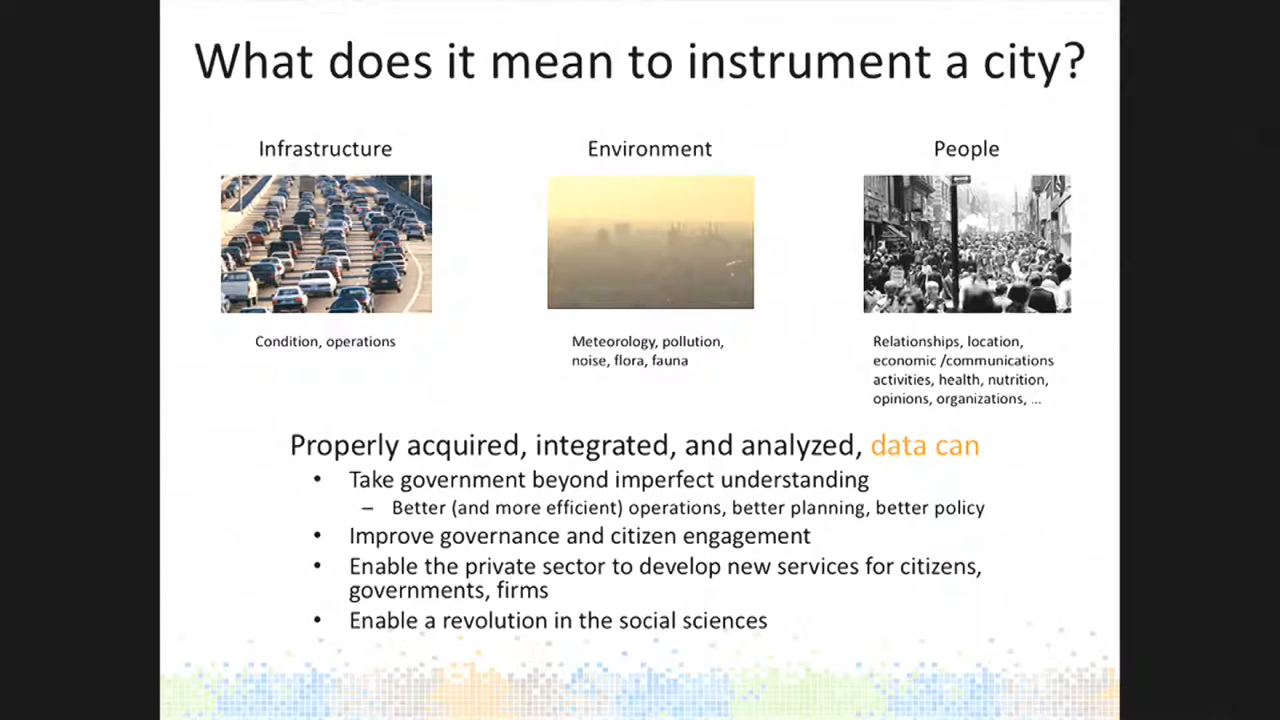 What does it mean to instrument a city?
Infrastructure
Environment
People
Condition, operations
Meteorology, pollution,
noise, flora, fauna
Relationships, location,
economic /communications
activities, health, nutrition,
opinions, organizations, ...
Properly acquired, integrated, and analyzed, data can
• Take government beyond imperfect understanding
– Better (and more efficient) operations, better planning, better policy
• Improve governance and citizen engagement
• Enable the private sector to develop new services for citizens,
governments, firms
• Enable a revolution in the social sciences